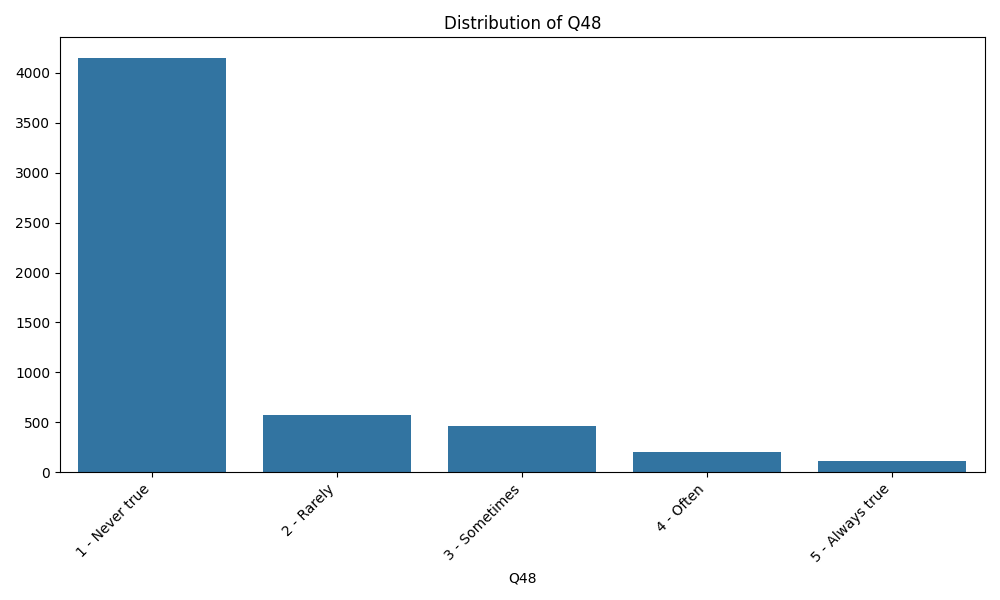 Distribution of Q48
4000
3500
3000
2500
2000
1500
1000
500
0
1 - Never true
2 - Rarely
3 - Sometimes
4 - Often
5 - Always true
Q48